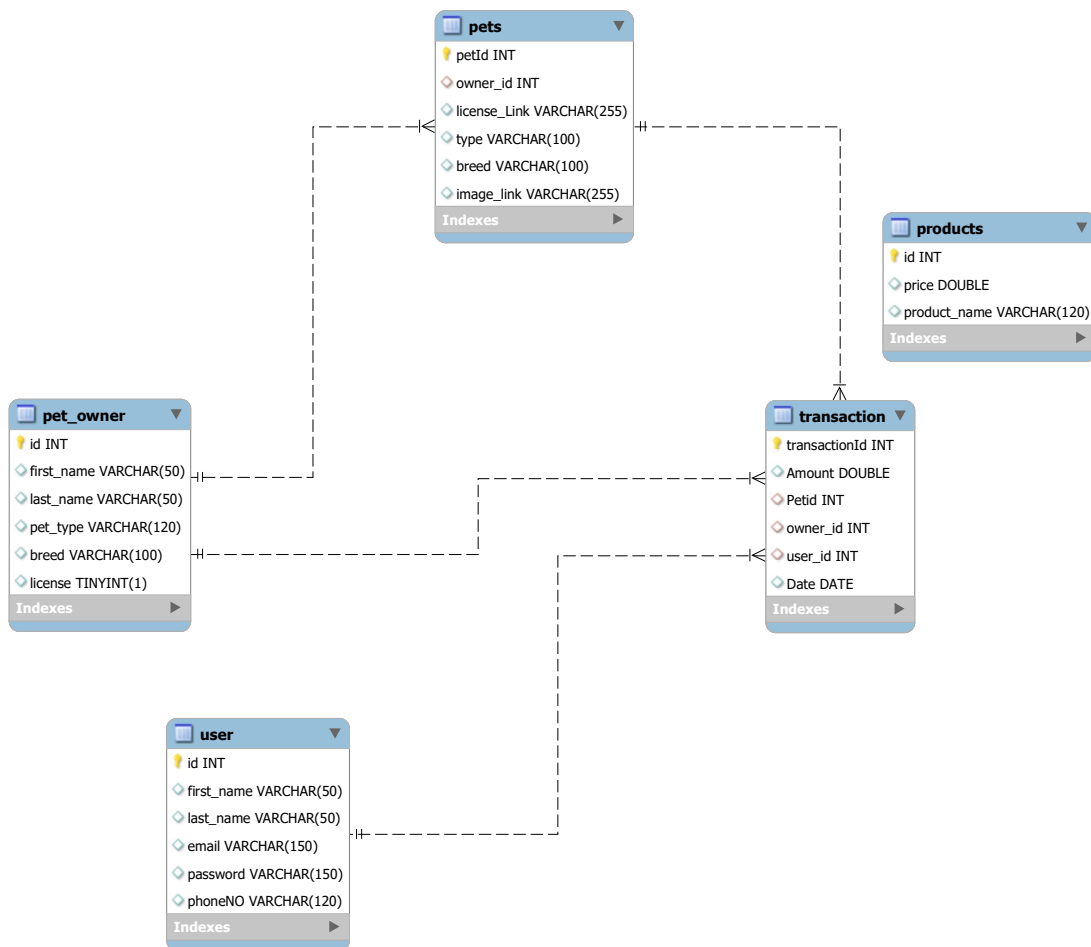 pets
petId INT
owner_id INT
license_Link VARCHAR(255)
type VARCHAR(100)
breed VARCHAR(100)
image_link VARCHAR(255)
Indexes
products
id INT
price DOUBLE
product_name VARCHAR(120)
Indexes
pet_owner
id INT
first_name VARCHAR(50)
last_name VARCHAR(50)
pet_type VARCHAR(120)
breed VARCHAR(100)
license TINYINT(1)
Indexes
transaction
transactionId INT
Amount DOUBLE
Petid INT
owner_id INT
user_id INT
Date DATE
Indexes
user
id INT
first_name VARCHAR(50)
last_name VARCHAR(50)
email VARCHAR(150)
password VARCHAR(150)
phoneNO VARCHAR(120)
Indexes